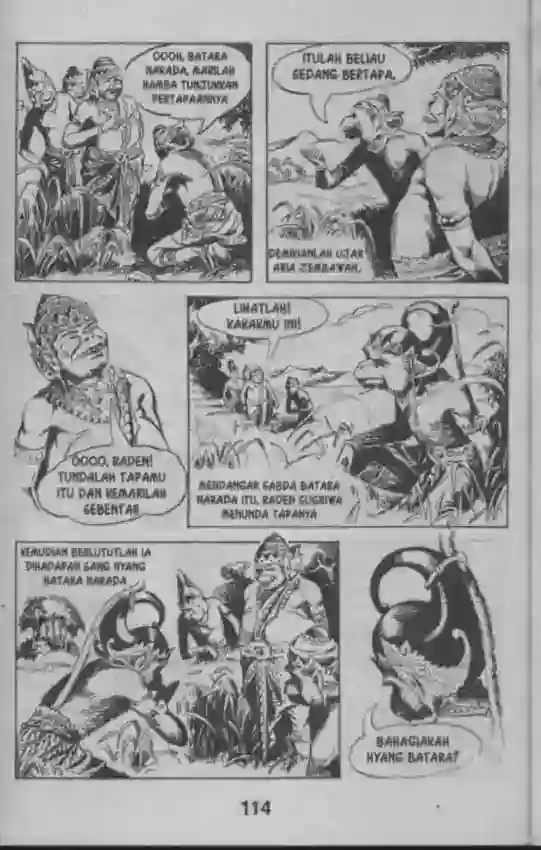 OOOH, BATARA
NARADA, MARILAH
HAMBA TUNJUKKAN
PERTAPAANNYA
ITULAH BELIAU
SEDANG BERTAPA.
DEMIKIANLAH UJAR
ARIA JEMBAWAN.
OOOO, RADEN!
TUNDALAH TAPAMU
ITU DAN KEMARILAH
SEBENTAR
LIHATLAH!
KAKAKMU INI!
MENDANGAR SABDA BATARA
NARADA ITU, RADEN SUGRIWA
MENUNDA TAPANYA
KEMUDIAN BERLUTUTLAH IA
DIHADAPAN SANG HYANG
BATARA NARADA
BAHAGIAKAH
HYANG BATARA?
114